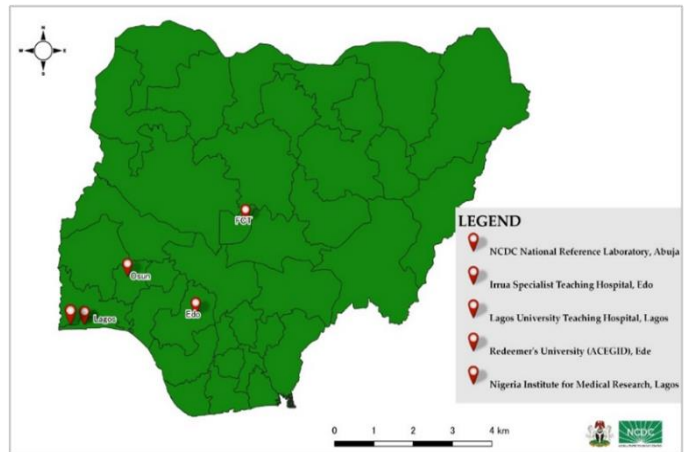 N
W E
S
FCT
Osun
Edo
Lagos
LEGEND
NCDC National Reference Laboratory, Abuja
Irrua Specialist Teaching Hospital, Edo
Lagos University Teaching Hospital, Lagos
Redeemer's University (ACEGID), Ede
Nigeria Institute for Medical Research, Lagos
0 1 2 3 4 km
NCDC